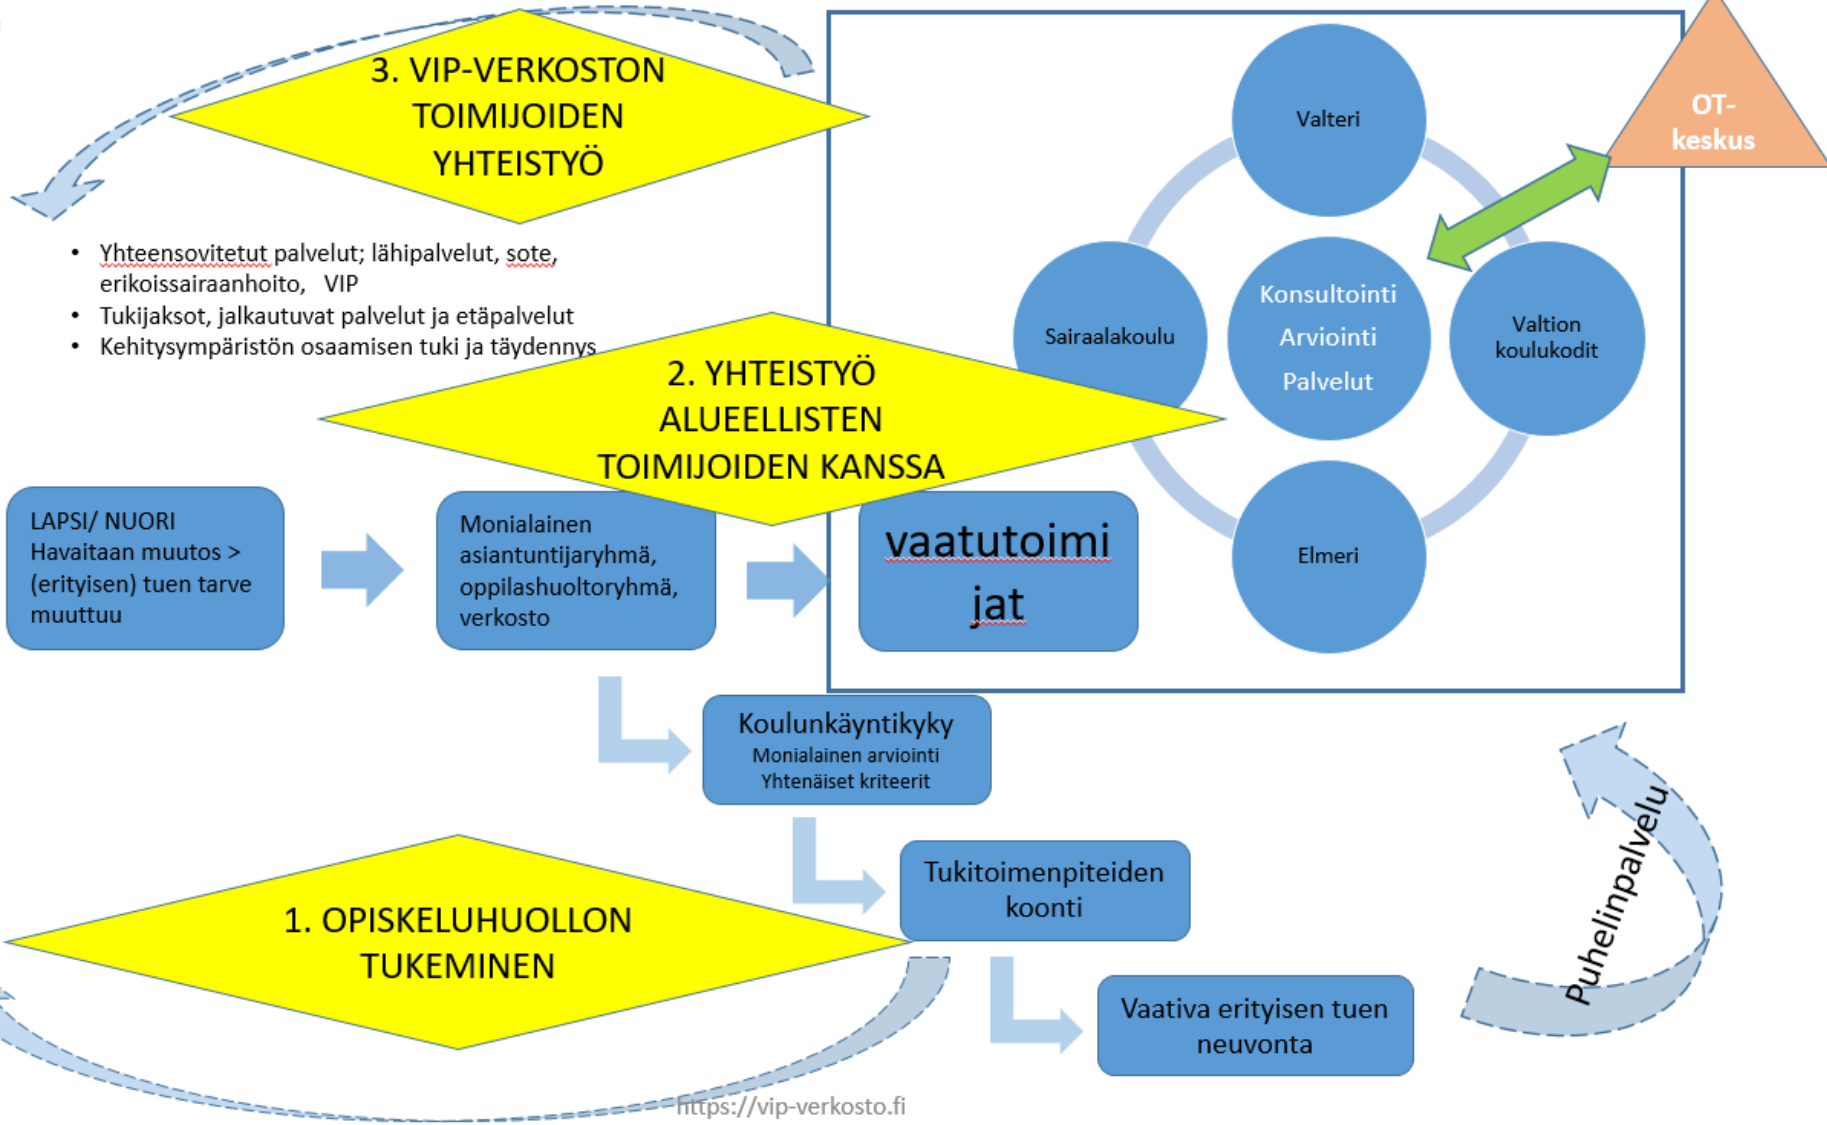 3. VIP-VERKOSTON
TOIMIJOIDEN
YHTEISTYÖ
• Yhteensovitetut palvelut; lähipalvelut, sote,
erikoissairaanhoito, VIP
• Tukijaksot, jalkautuvat palvelut ja etäpalvelut
• Kehitysympäristön osaamisen tuki ja täydennys
Valteri
OT-
keskus
Sairaalakoulu
Konsultointi
Arviointi
Palvelut
Valtion
koulukodit
Elmeri
2. YHTEISTYÖ
ALUEELLISTEN
TOIMIJOIDEN KANSSA
LAPSI/ NUORI
Havaitaan muutos >
(erityisen) tuen tarve
muuttuu
Monialainen
asiantuntijaryhmä,
oppilashuoltoryhmä,
verkosto
vaatutoimi
jat
Koulunkäyntikyky
Monialainen arviointi
Yhtenäiset kriteerit
Tukitoimenpiteiden
koonti
1. OPISKELUHUOLLON
TUKEMINEN
Vaativa erityisen tuen
neuvonta
Puhelinpalvelu
https://vip-verkosto.fi